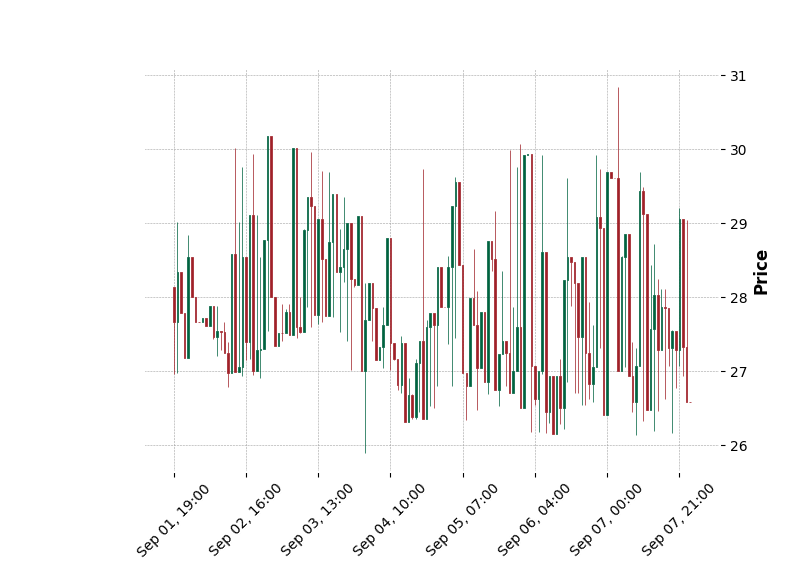 31
30
29
28
27
26
Price
Sep 01, 19:00
Sep 02, 16:00
Sep 03, 13:00
Sep 04, 10:00
Sep 05, 07:00
Sep 06, 04:00
Sep 07, 00:00
Sep 07, 21:00